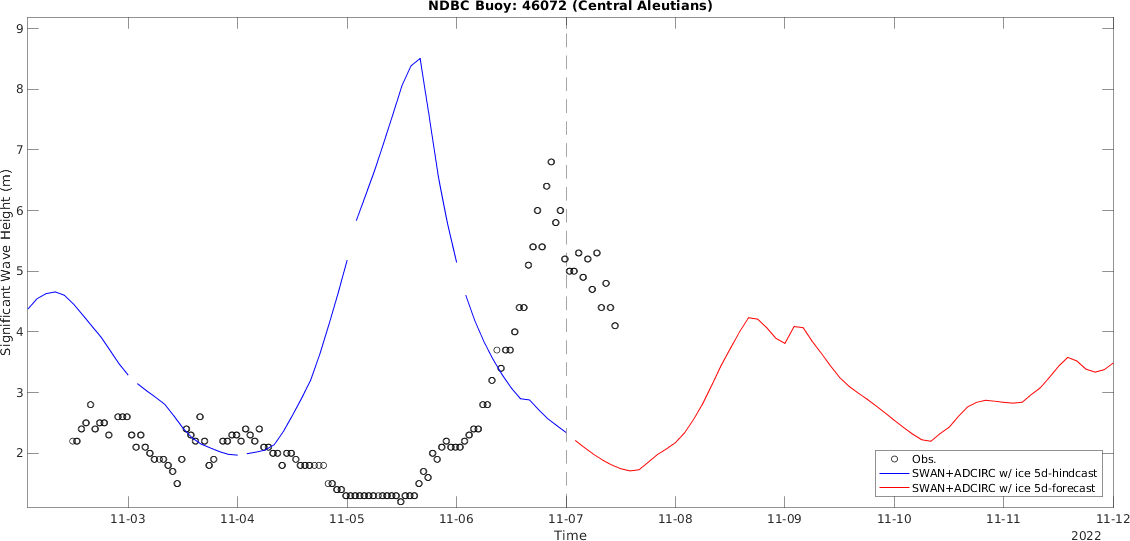 NDBC Buoy: 46072 (Central Aleutians)
9
8
7
6
5
4
3
2
Significant Wave Height (m)
Obs.
SWAN+ADCIRC w/ ice 5d-hindcast
SWAN+ADCIRC w/ ice 5d-forecast
11-03 11-04 11-05 11-06 11-07 11-08 11-09 11-10 11-11 11-12
Time
2022